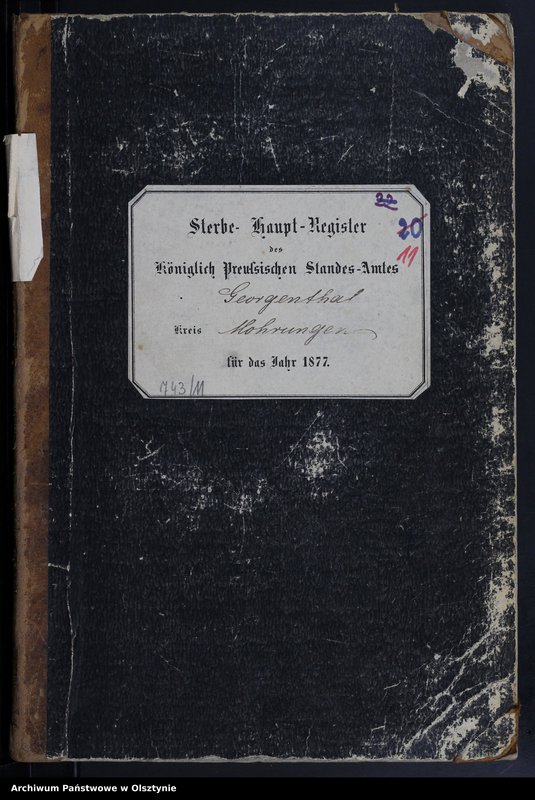 22
20
11
Sterbe- Haupt-Register
des
Königlich Preußsischen Standes-Amtes
Georgenthal
Kreis Mohrungen
für das Jahr 1877.
743/11
Archiwum Państwowe w Olsztynie